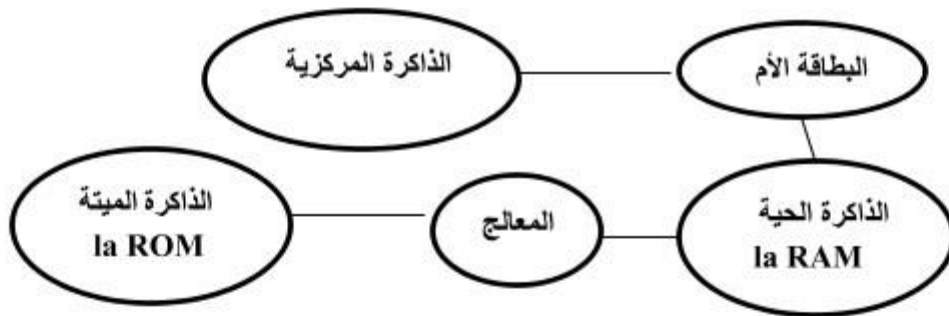 البطاقة الأم
الذاكرة المركزية
الذاكرة الحية
la RAM
المعالج
الذاكرة الميتة
la ROM